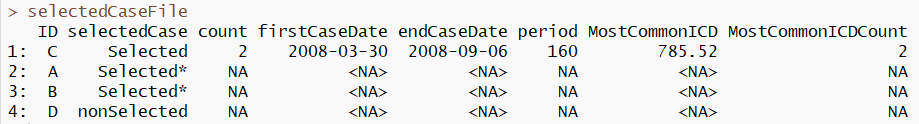 > selectedCaseFile
ID selectedCase count firstCaseDate endCaseDate period MostCommonICD MostCommonICDCount
1: C Selected 2 2008-03-30 2008-09-06 160 785.52 2
2: A Selected* NA <NA> <NA> NA <NA> NA
3: B Selected* NA <NA> <NA> NA <NA> NA
4: D nonSelected NA <NA> <NA> NA <NA> NA